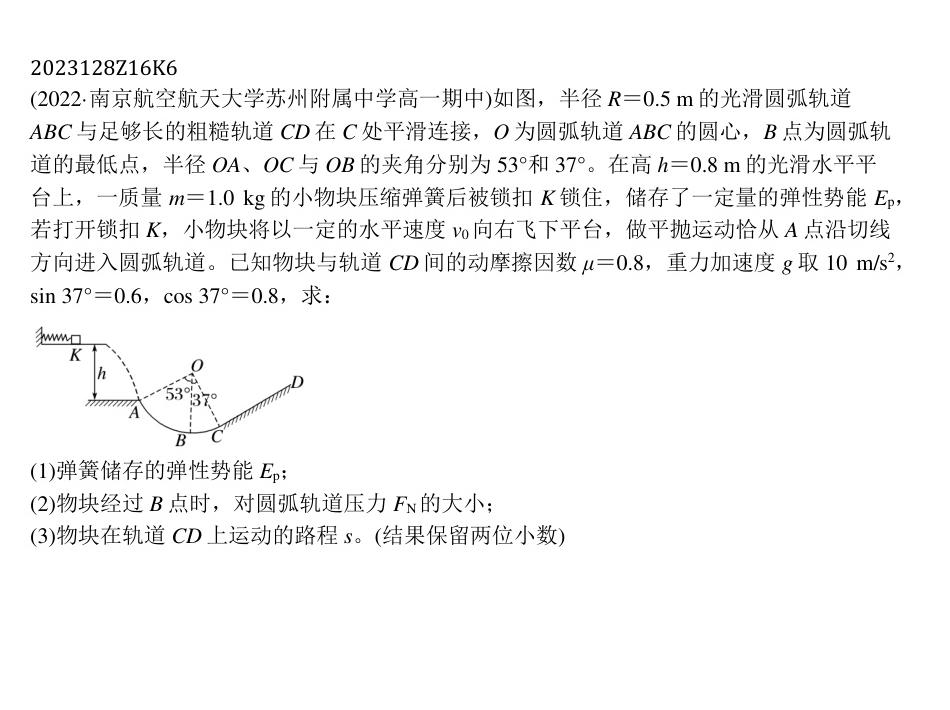 2023128Z16K6
(2022·南京航空航天大学苏州附属中学高一期中)如图，半径 R＝0.5 m 的光滑圆弧轨道
ABC 与足够长的粗糙轨道 CD 在 C 处平滑连接，O 为圆弧轨道 ABC 的圆心，B 点为圆弧轨
道的最低点，半径 OA、OC 与 OB 的夹角分别为 53°和 37°。在高 h＝0.8 m 的光滑水平平
台上，一质量 m＝1.0 kg 的小物块压缩弹簧后被锁扣 K 锁住，储存了一定量的弹性势能 Ep，
若打开锁扣 K，小物块将以一定的水平速度 v0 向右飞下平台，做平抛运动恰从 A 点沿切线
方向进入圆弧轨道。已知物块与轨道 CD 间的动摩擦因数 μ＝0.8，重力加速度 g 取 10 m/s²，
sin 37°＝0.6，cos 37°＝0.8，求：
K
h
O
53°
37°
D
A
B
C
(1)弹簧储存的弹性势能 Ep；
(2)物块经过 B 点时，对圆弧轨道压力 FN 的大小；
(3)物块在轨道 CD 上运动的路程 s。(结果保留两位小数)